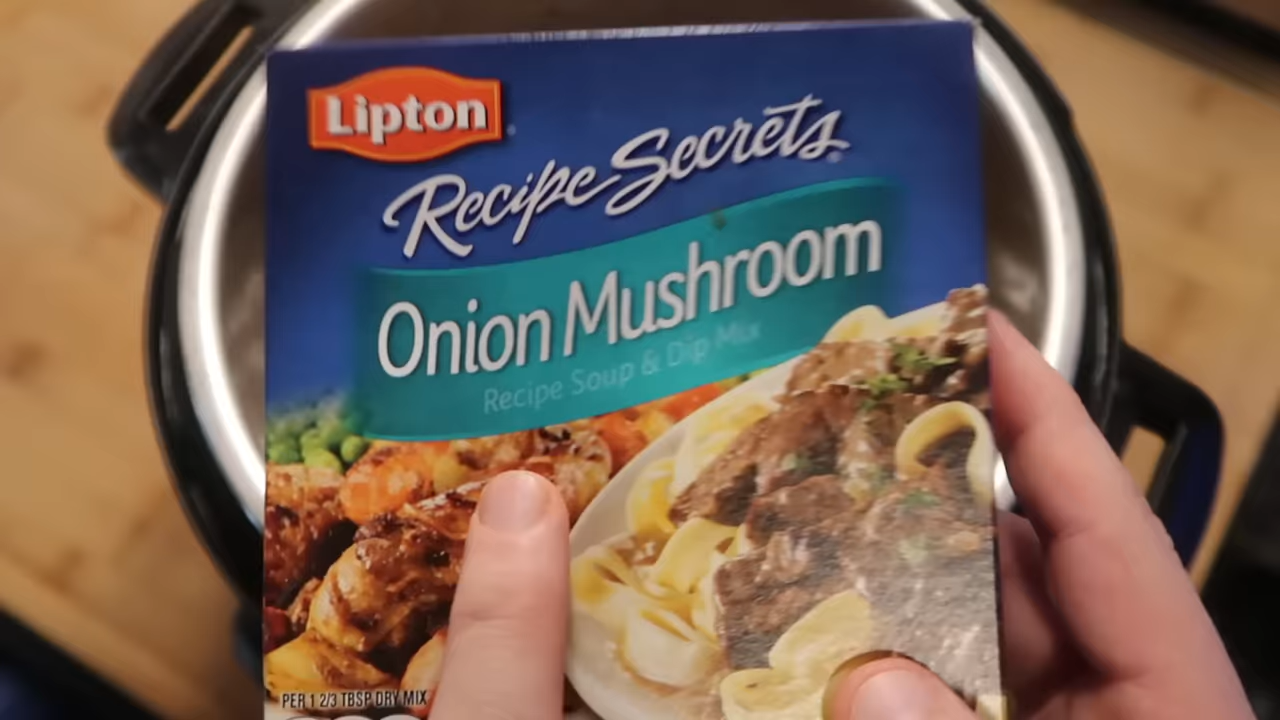 Lipton
Recipe Secrets®
Onion Mushroom
Recipe Soup & Dip Mix
PER 1 2/3 TBSP DRY MIX